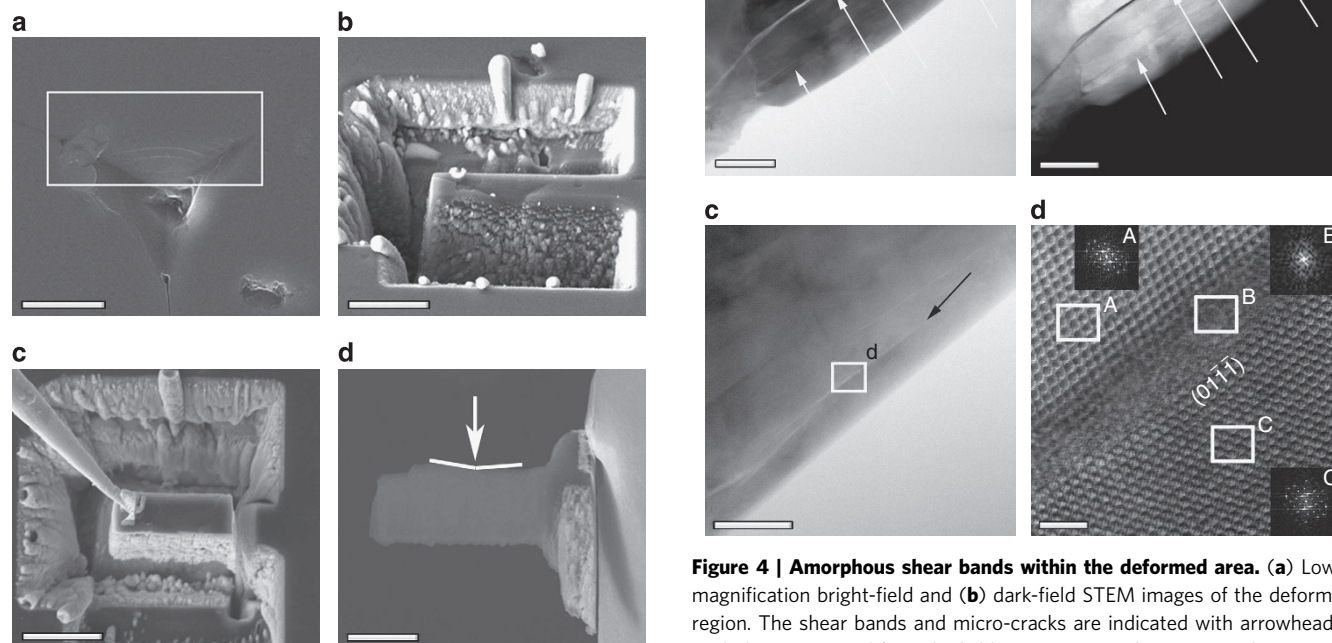 a
b
c
d
c
d
d
A
A
B
B
(01̄1̄1̄)
C
C
Figure 4 | Amorphous shear bands within the deformed area. (a) Low
magnification bright-field and (b) dark-field STEM images of the deform
region. The shear bands and micro-cracks are indicated with arrowhead